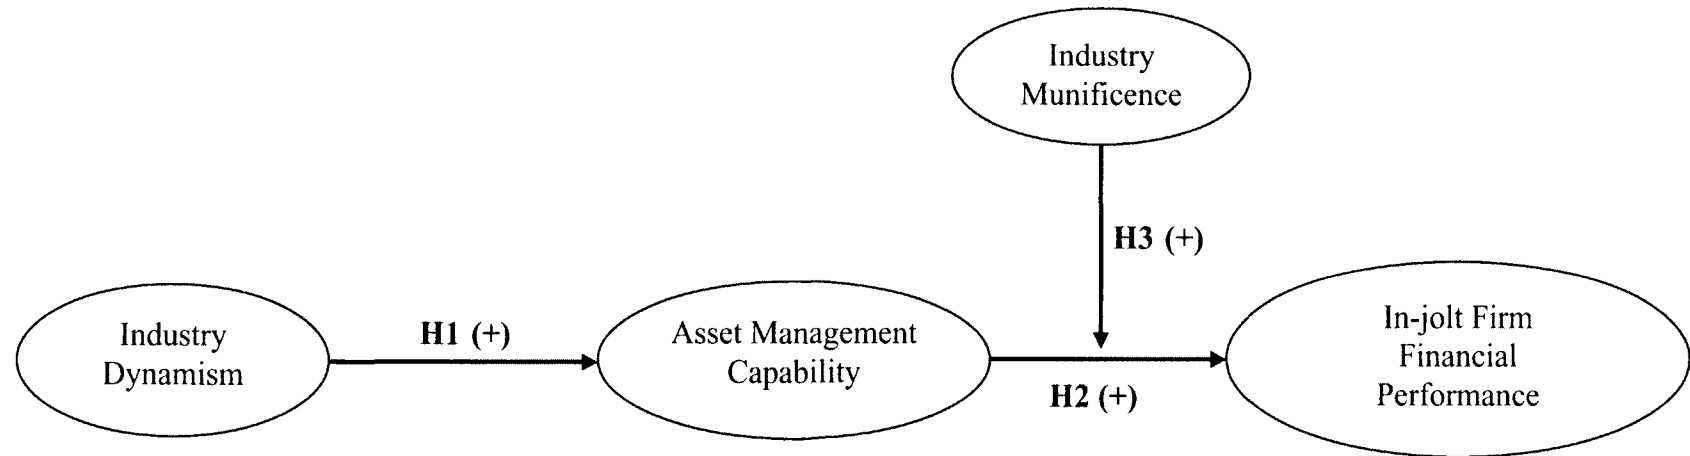 Industry
Munificence
H3 (+)
Industry
Dynamism
H1 (+)
Asset Management
Capability
H2 (+)
In-jolt Firm
Financial
Performance